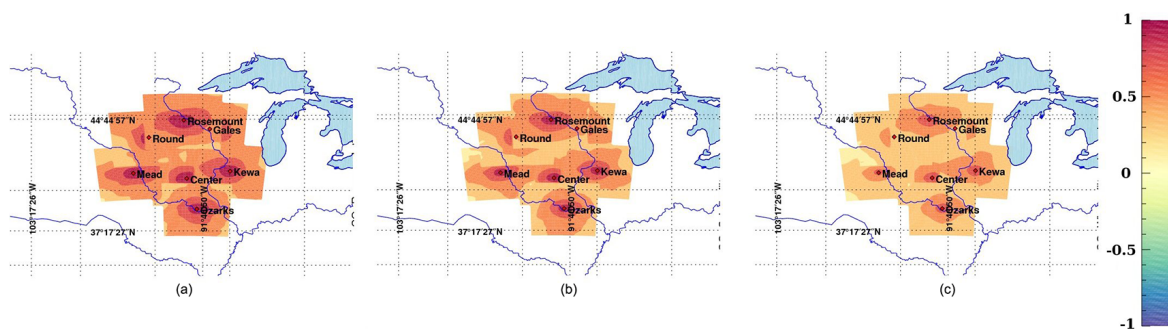 1
0.5
0
-0.5
-1
44°44'57" N
Rosemount
Gales
Round
Mead
Center
Kewa
Ozarks
103°17'26"W
91°40'50"W
37°17'27" N
(a)
44°44'57" N
Rosemount
Gales
Round
Mead
Center
Kewa
Ozarks
103°17'26"W
91°40'50"W
37°17'27" N
(b)
44°44'57" N
Rosemount
Gales
Round
Mead
Center
Kewa
Ozarks
103°17'26"W
91°40'50"W
37°17'27" N
(c)